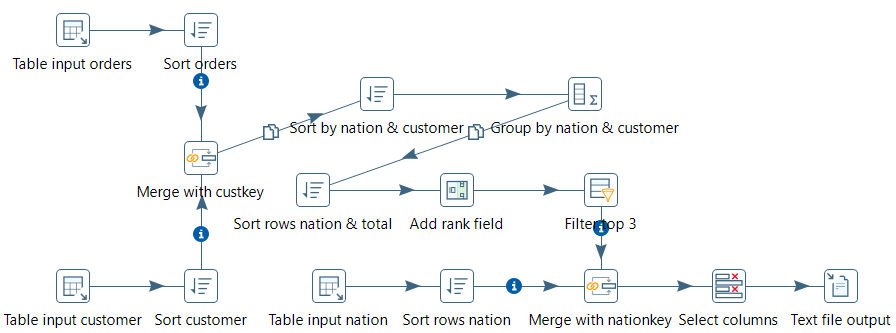 Table input orders
Sort orders
Sort by nation & customer
Group by nation & customer
Merge with custkey
Sort rows nation & total
Add rank field
Filter top 3
Table input customer
Sort customer
Table input nation
Sort rows nation
Merge with nationkey
Select columns
Text file output